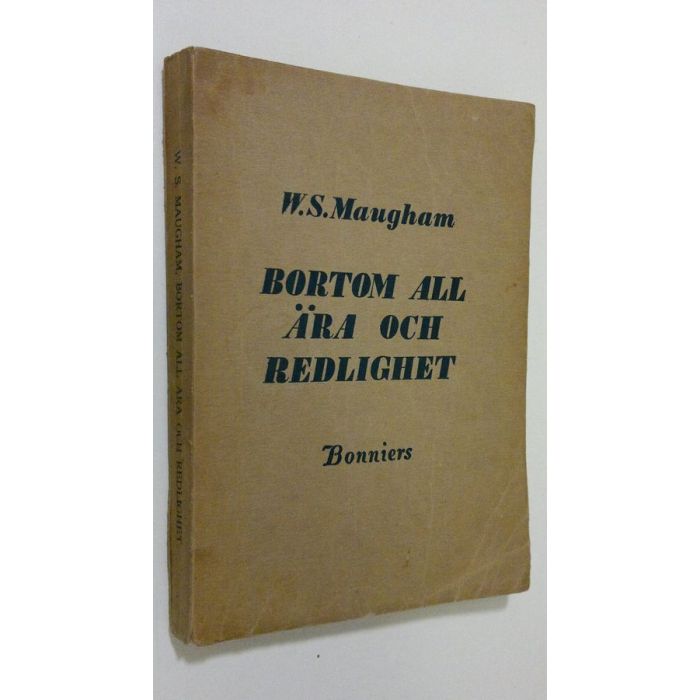 W. S. MAUGHAM, BORTOM ALL ÄRA OCH REDLIGHET
W.S.Maugham
BORTOM ALL
ÄRA OCH
REDLIGHET
Bonniers